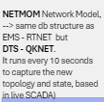 NETMOM Network Model,
--> same db structure as
EMS - RTNET but
DTS - QKNET.
It runs every 10 seconds
to capture the new
topology and state, based
in live SCADA)